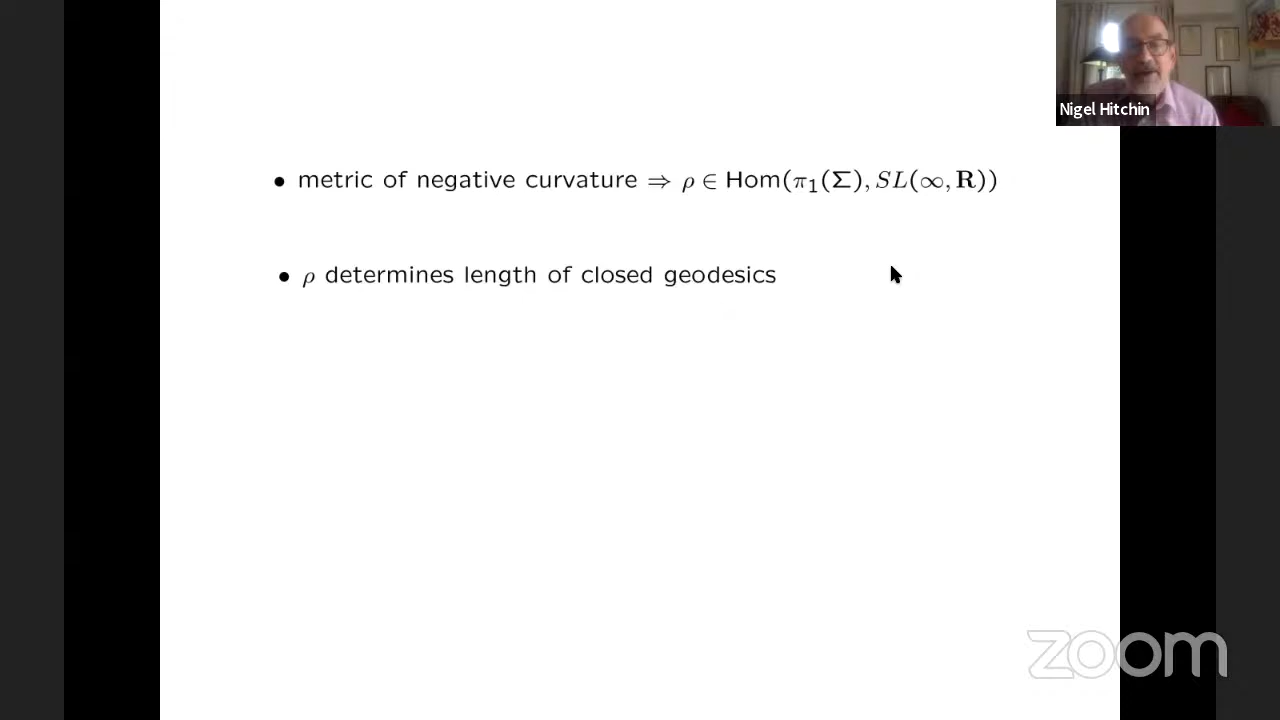 Nigel Hitchin
• metric of negative curvature ⇒ ρ ∈ Hom(π₁(Σ), SL(∞, R))
• ρ determines length of closed geodesics
zoom